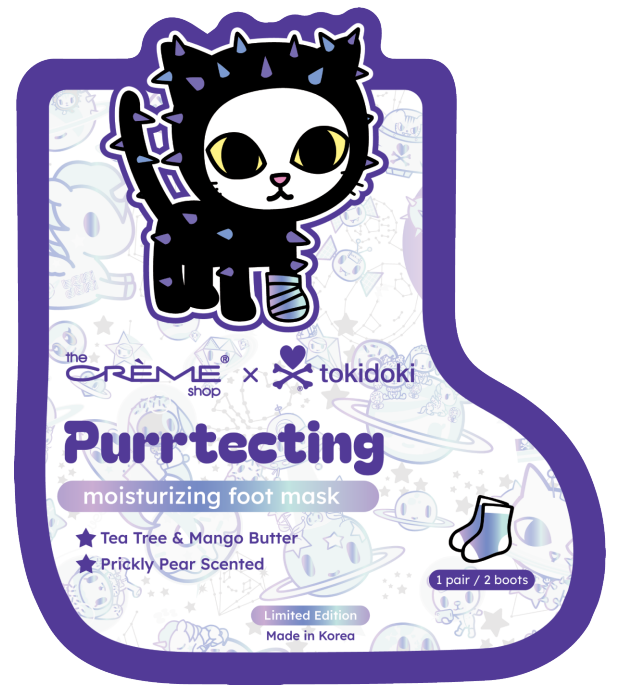 the
CRÈME®
shop
x
tokidoki
®
Purrtecting
moisturizing foot mask
Tea Tree & Mango Butter
Prickly Pear Scented
1 pair / 2 boots
Limited Edition
Made in Korea